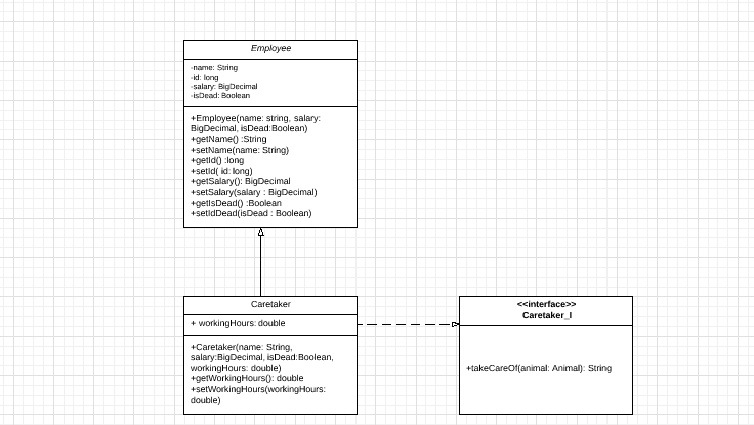 Employee
-name: String
-id: long
-salary: BigDecimal
-isDead: Boolean
+Employee(name: string, salary:
BigDecimal, isDead:Boolean)
+getName() :String
+setName(name: String)
+getId() :long
+setId( id: long)
+getSalary(): BigDecimal
+setSalary(salary : BigDecimal)
+getIsDead() :Boolean
+setIdDead(isDead : Boolean)
Caretaker
+ workingHours: double
+Caretaker(name: String,
salary:BigDecimal, isDead:Boolean,
workingHours: double)
+getWorkingHours(): double
+setWorkingHours(workingHours:
double)
<<interface>>
Caretaker_I
+takeCareOf(animal: Animal): String